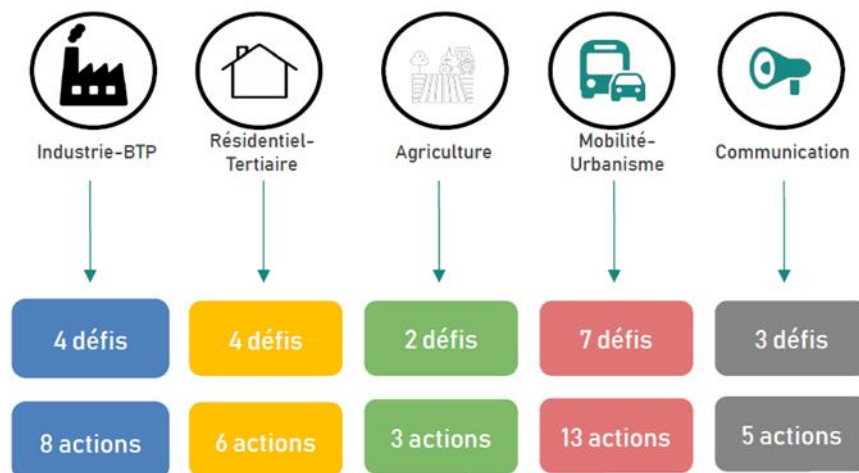 Industrie-BTP
Résidentiel-
Tertiaire
Agriculture
Mobilité-
Urbanisme
Communication
4 défis
4 défis
2 défis
7 défis
3 défis
8 actions
6 actions
3 actions
13 actions
5 actions